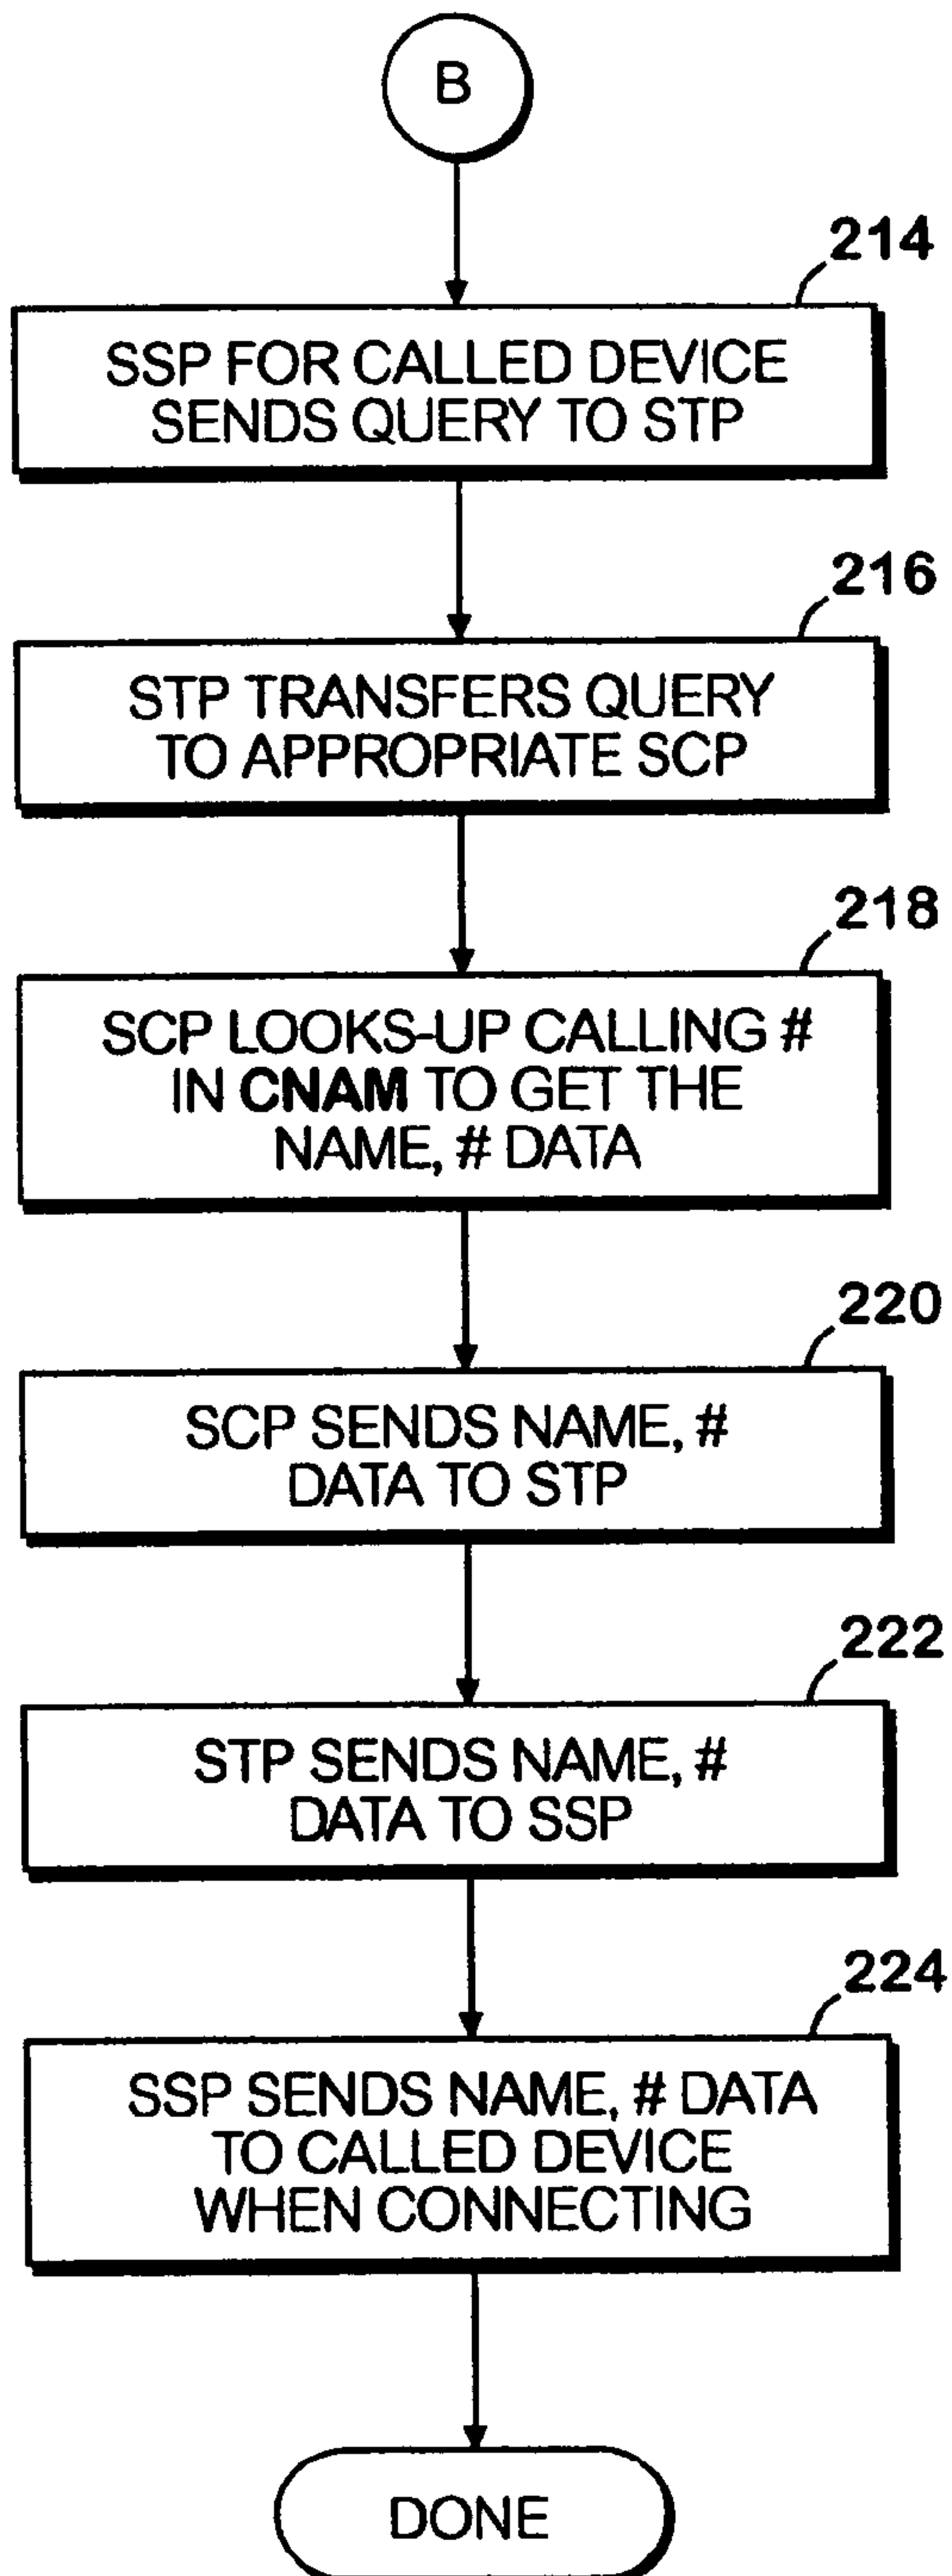 B
214
SSP FOR CALLED DEVICE
SENDS QUERY TO STP
216
STP TRANSFERS QUERY
TO APPROPRIATE SCP
218
SCP LOOKS-UP CALLING #
IN CNAM TO GET THE
NAME, # DATA
220
SCP SENDS NAME, #
DATA TO STP
222
STP SENDS NAME, #
DATA TO SSP
224
SSP SENDS NAME, # DATA
TO CALLED DEVICE
WHEN CONNECTING
DONE